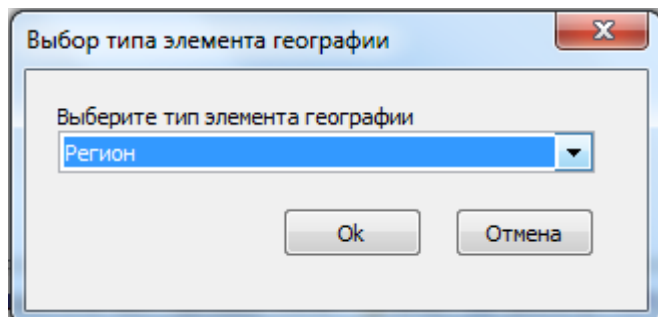 Выбор типа элемента географии
Выберите тип элемента географии
Регион
Ok
Отмена